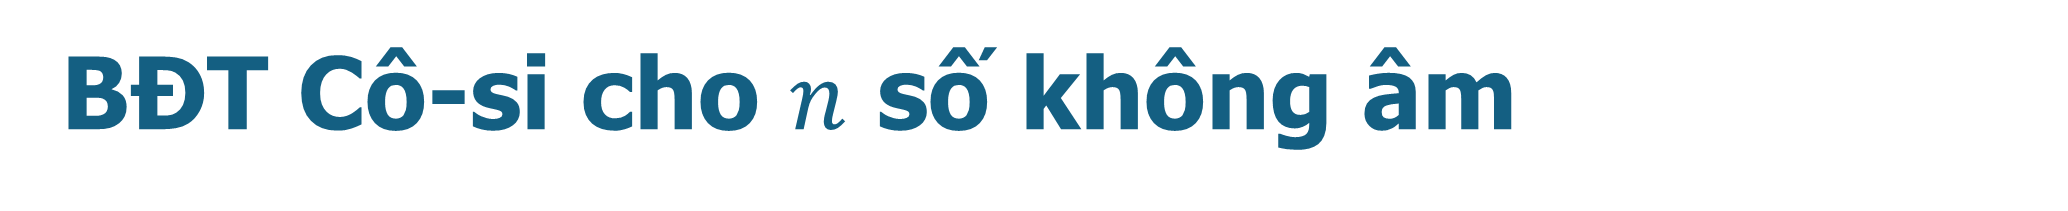 BĐT Cô-si cho n số không âm